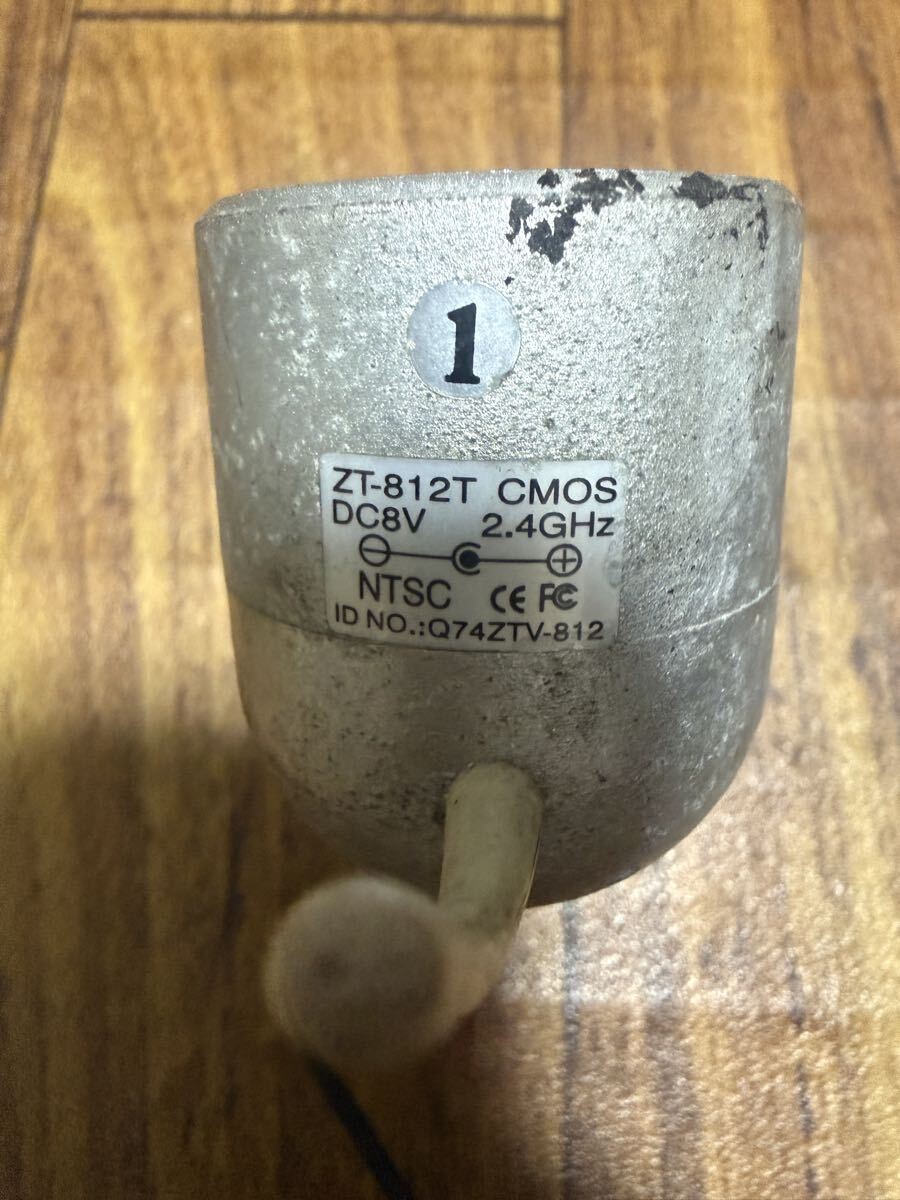 1
ZT-812T CMOS
DC8V 2.4GHz
NTSC CE FC
ID NO.:Q74ZTV-812